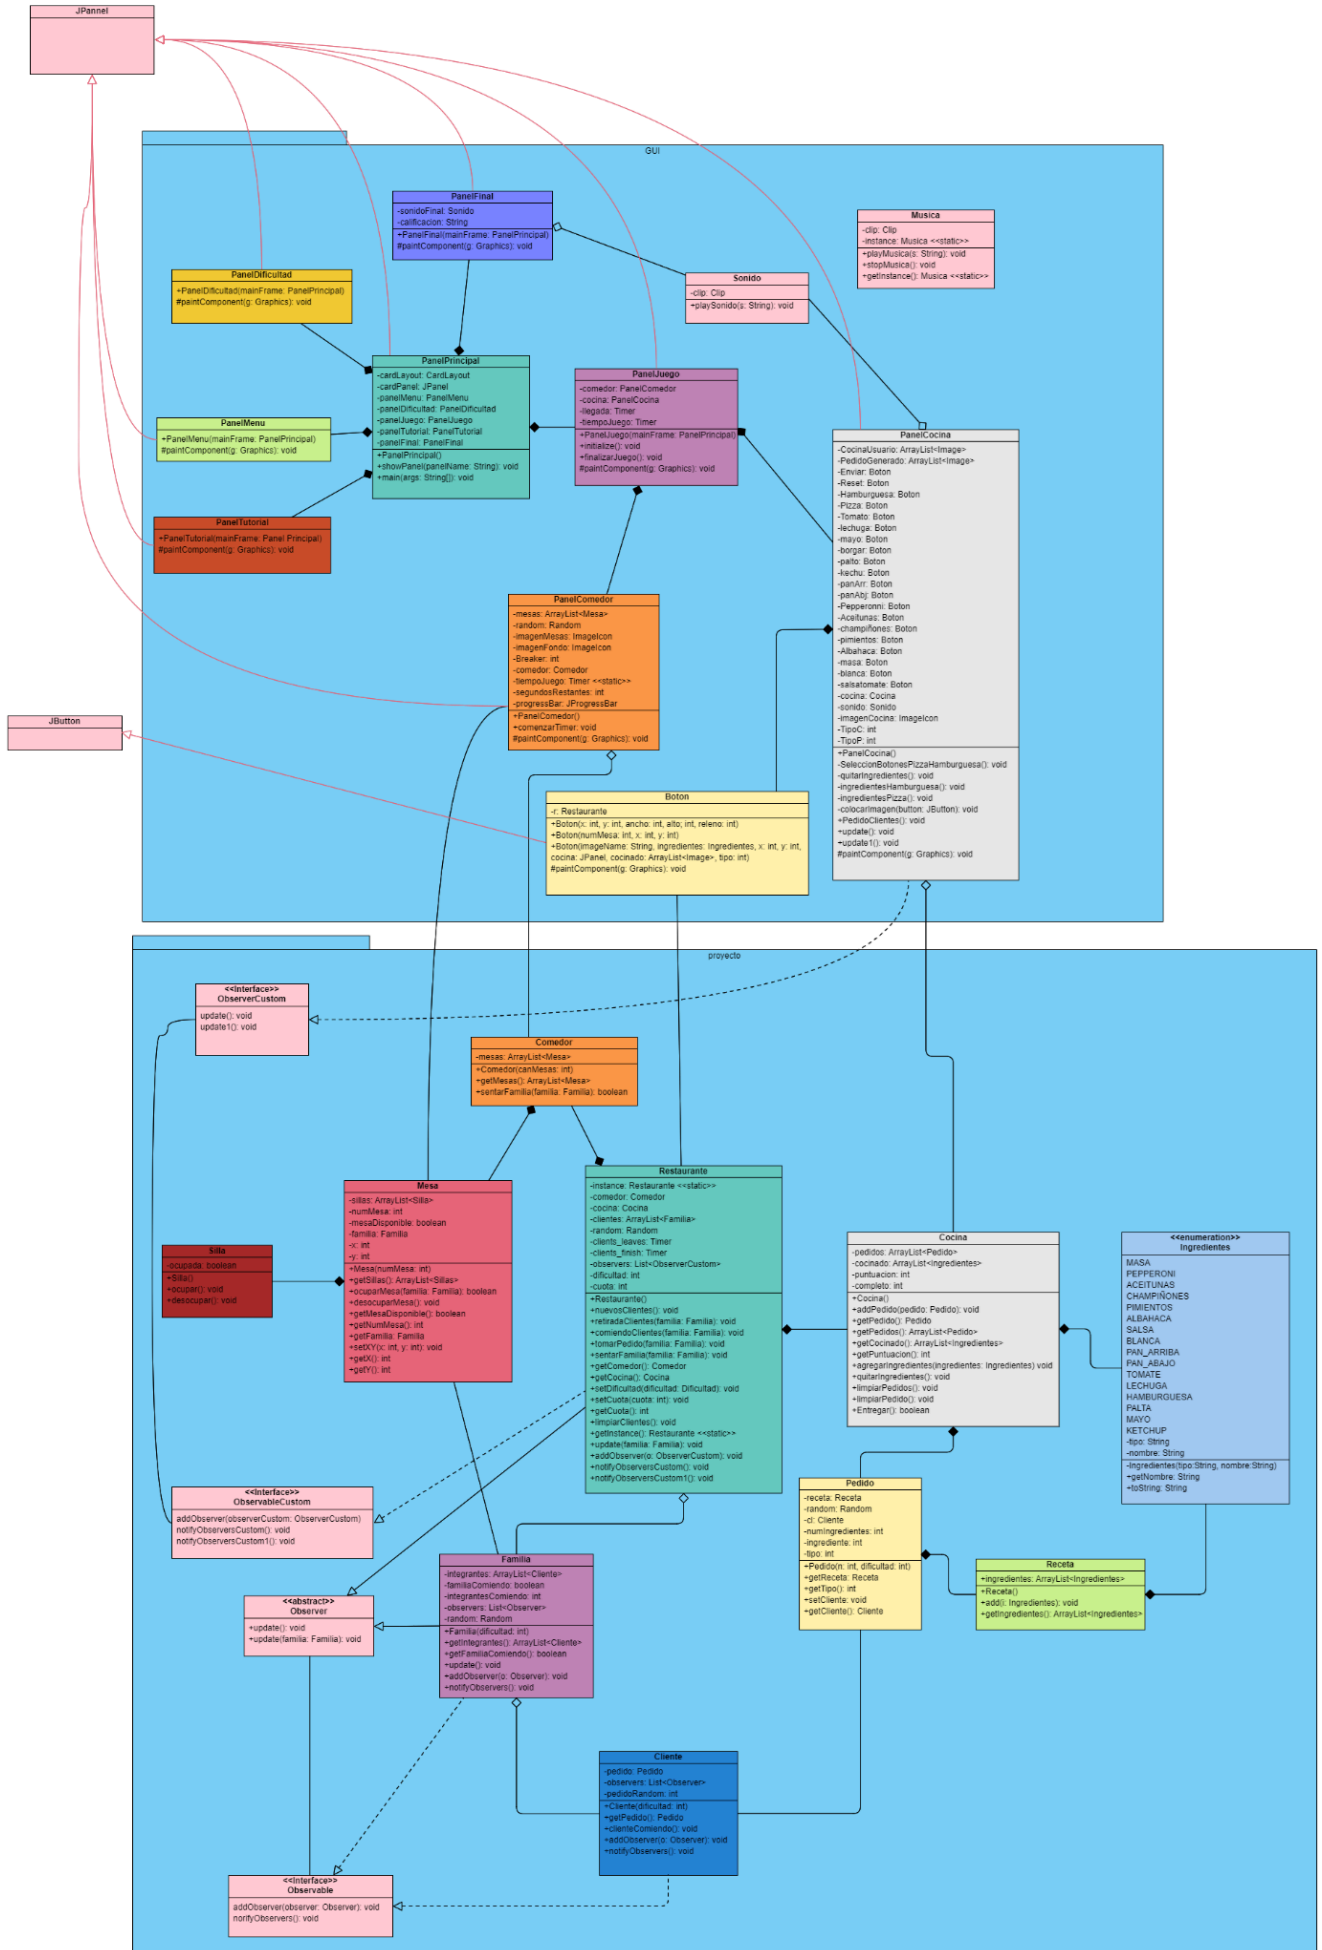 JPannel
GUI
PanelFinal
-sonidoFinal: Sonido
-calificacion: String
+PanelFinal(mainFrame: PanelPrincipal)
#paintComponent(g: Graphics): void
Musica
-clip: Clip
-instance: Musica <<static>>
+playMusica(s: String): void
+stopMusica(): void
+getInstance(): Musica <<static>>
PanelDificultad
+PanelDificultad(mainFrame: PanelPrincipal)
#paintComponent(g: Graphics): void
Sonido
-clip: Clip
+playSonido(s: String): void
PanelPrincipal
-cardLayout: CardLayout
-cardPanel: JPanel
-panelMenu: PanelMenu
-panelDificultad: PanelDificultad
-panelJuego: PanelJuego
-panelTutorial: PanelTutorial
-panelFinal: PanelFinal
+PanelPrincipal()
+showPanel(panelName: String): void
+main(args: String[]): void
PanelJuego
-comedor: PanelComedor
-cocina: PanelCocina
-llegada: Timer
-tiempoJuego: Timer
+PanelJuego(mainFrame: PanelPrincipal)
+initialize(): void
+finalizarJuego(): void
#paintComponent(g: Graphics): void
PanelMenu
+PanelMenu(mainFrame: PanelPrincipal)
#paintComponent(g: Graphics): void
PanelTutorial
+PanelTutorial(mainFrame: Panel Principal)
#paintComponent(g: Graphics): void
PanelCocina
-CocinaUsuario: ArrayList<Image>
-PedidoGenerado: ArrayList<Image>
-Enviar: Boton
-Reset: Boton
-Hamburguesa: Boton
-Pizza: Boton
-Tomato: Boton
-lechuga: Boton
-mayo: Boton
-borgar: Boton
-palto: Boton
-kechu: Boton
-panArr: Boton
-panAbj: Boton
-Pepperonni: Boton
-Aceitunas: Boton
-champiñones: Boton
-pimientos: Boton
-Albahaca: Boton
-masa: Boton
-blanca: Boton
-salsatomate: Boton
-cocina: Cocina
-sonido: Sonido
-imagenCocina: ImageIcon
-TipoC: int
-TipoP: int
+PanelCocina()
-SeleccionBotonesPizzaHamburguesa(): void
-quitarIngredientes(): void
-ingredientesHamburguesa(): void
-ingredientesPizza(): void
-colocarImagen(button: JButton): void
+PedidoClientes(): void
+update(): void
+update1(): void
#paintComponent(g: Graphics): void
PanelComedor
-mesas: ArrayList<Mesa>
-random: Random
-imagenMesas: ImageIcon
-imagenFondo: ImageIcon
-Breaker: int
-comedor: Comedor
-tiempoJuego: Timer <<static>>
-segundosRestantes: int
-progressBar: JProgressBar
+PanelComedor()
+comenzarTimer: void
#paintComponent(g: Graphics): void
JButton
Boton
-r: Restaurante
+Boton(x: int, y: int, ancho: int, alto; int, releno: int)
+Boton(numMesa: int, x: int, y: int)
+Boton(imageName: String, ingredientes: Ingredientes, x: int, y: int,
cocina: JPanel, cocinado: ArrayList<Image>, tipo: int)
#paintComponent(g: Graphics): void
proyecto
<<Interface>>
ObserverCustom
update(): void
update1(): void
Comedor
-mesas: ArrayList<Mesa>
+Comedor(canMesas: int)
+getMesas(): ArrayList<Mesa>
+sentarFamilia(familia: Familia): boolean
Mesa
-sillas: ArrayList<Silla>
-numMesa: int
-mesaDisponible: boolean
-familia: Familia
-x: int
-y: int
+Mesa(numMesa: int)
+getSillas(): ArrayList<Sillas>
+ocuparMesa(familia: Familia): boolean
+desocuparMesa(): void
+getMesaDisponible(): boolean
+getNumMesa(): int
+getFamilia: Familia
+setXY(x: int, y: int): void
+getX(): int
+getY(): int
Silla
-ocupada: boolean
+Silla()
+ocupar(): void
+desocupar(): void
Restaurante
-instance: Restaurante <<static>>
-comedor: Comedor
-cocina: Cocina
-clientes: ArrayList<Familia>
-random: Random
-clients_leaves: Timer
-clients_finish: Timer
-observers: List<ObserverCustom>
-dificultad: int
-cuota: int
+Restaurante()
+nuevosClientes(): void
+retiradaClientes(familia: Familia): void
+comiendoClientes(familia: Familia): void
+tomarPedido(familia: Familia): void
+sentarFamilia(familia: Familia): void
+getComedor(): Comedor
+getCocina(): Cocina
+setDificultad(dificultad: Dificultad): void
+setCuota(cuota: int): void
+getCuota(): int
+limpiarClientes(): void
+getInstance(): Restaurante <<static>>
+update(familia: Familia): void
+addObserver(o: ObserverCustom): void
+notifyObserversCustom(): void
+notifyObserversCustom1(): void
Cocina
-pedidos: ArrayList<Pedido>
-cocinado: ArrayList<Ingredientes>
-puntuacion: int
-completo: int
+Cocina()
+addPedido(pedido: Pedido): void
+getPedido(): Pedido
+getPedidos(): ArrayList<Pedido>
+getCocinado(): ArrayList<Ingredientes>
+getPuntuacion(): int
+agregarIngredientes(ingredientes: Ingredientes) void
+quitarIngredientes(): void
+limpiarPedidos(): void
+limpiarPedido(): void
+Entregar(): boolean
<<enumeration>>
Ingredientes
MASA
PEPPERONI
ACEITUNAS
CHAMPIÑONES
PIMIENTOS
ALBAHACA
SALSA
BLANCA
PAN_ARRIBA
PAN_ABAJO
TOMATE
LECHUGA
HAMBURGUESA
PALTA
MAYO
KETCHUP
-tipo: String
-nombre: String
-Ingredientes(tipo:String, nombre:String)
+getNombre: String
+toString: String
<<Interface>>
ObservableCustom
addObserver(observerCustom: ObserverCustom)
notifyObserversCustom(): void
notifyObserversCustom1(): void
Pedido
-receta: Receta
-random: Random
-cl: Cliente
-numIngredientes: int
-ingrediente: int
-tipo: int
+Pedido(n: int, dificultad: int)
+getReceta: Receta
+getTipo(): int
+setCliente: void
+getCliente(): Cliente
Receta
+ingredientes: ArrayList<Ingredientes>
+Receta()
+add(i: Ingredientes): void
+getIngredientes(): ArrayList<Ingredientes>
Familia
-integrantes: ArrayList<Cliente>
-familiaComiendo: boolean
-integrantesComiendo: int
-observers: List<Observer>
-random: Random
+Familia(dificultad: int)
+getIntegrantes(): ArrayList<Cliente>
+getFamiliaComiendo(): boolean
+update(): void
+addObserver(o: Observer): void
+notifyObservers(): void
<<abstract>>
Observer
+update(): void
+update(familia: Familia): void
Cliente
-pedido: Pedido
-observers: List<Observer>
-pedidoRandom: int
+Cliente(dificultad: int)
+getPedido(): Pedido
+clienteComiendo(): void
+addObserver(o: Observer): void
+notifyObservers(): void
<<Interface>>
Observable
addObserver(observer: Observer): void
norifyObservers(): void